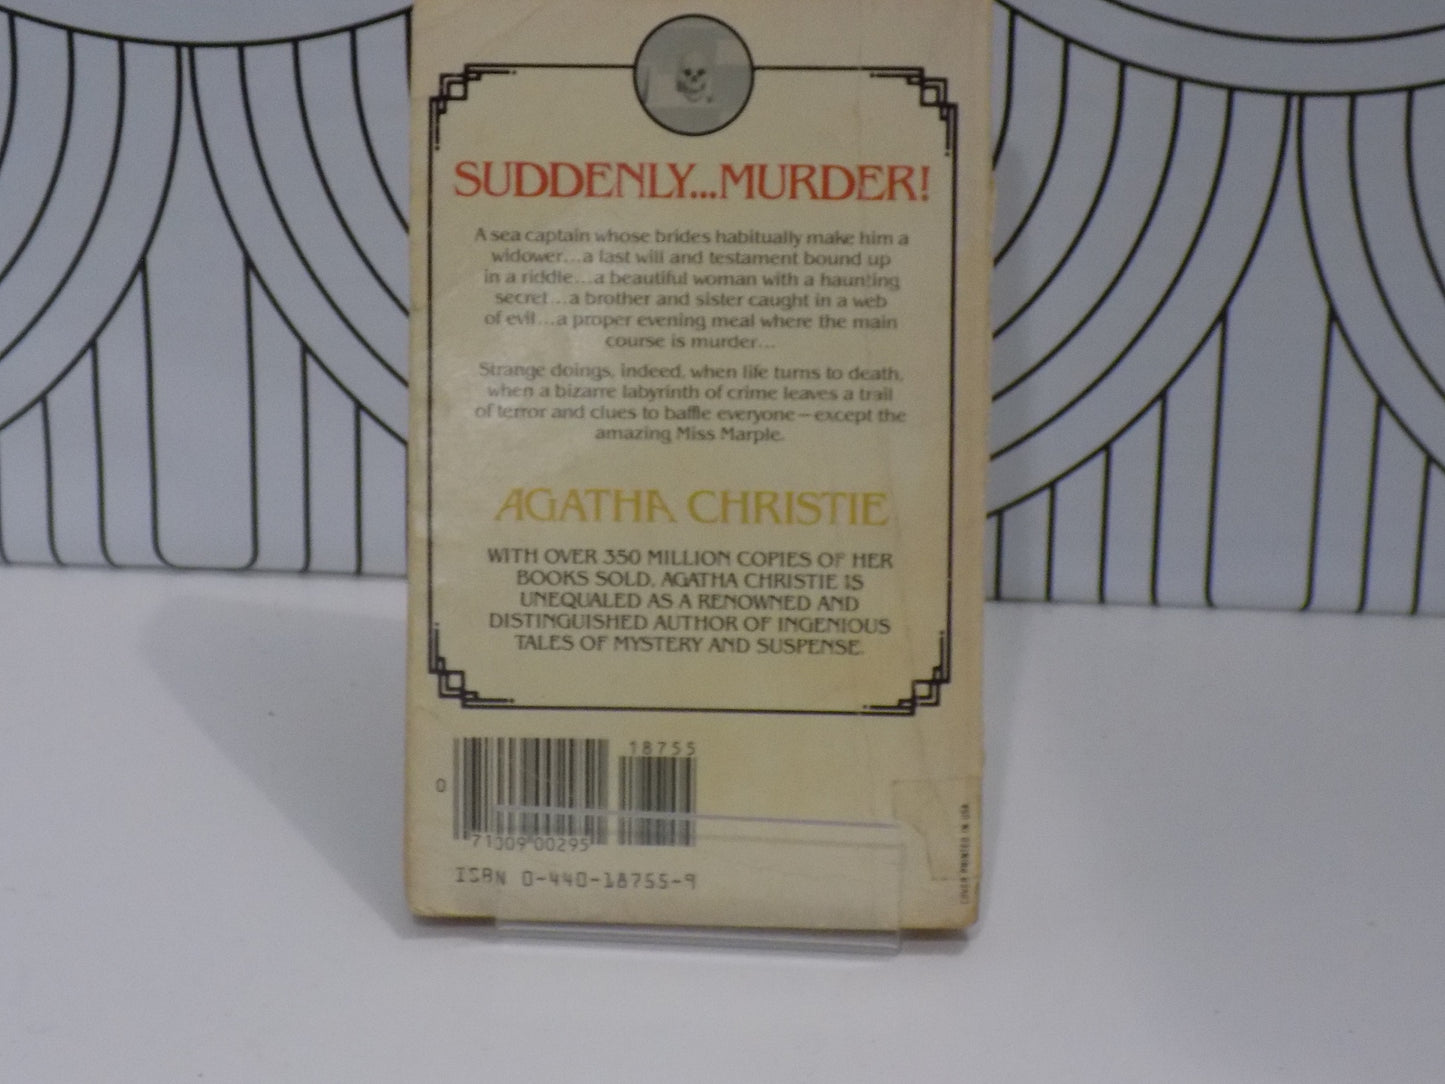 SUDDENLY...MURDER!
A sea captain whose brides habitually make him a
widower...a last will and testament bound up
in a riddle...a beautiful woman with a haunting
secret...a brother and sister caught in a web
of evil...a proper evening meal where the main
course is murder...
Strange doings, indeed, when life turns to death,
when a bizarre labyrinth of crime leaves a trail
of terror and clues to baffle everyone—except the
amazing Miss Marple.
AGATHA CHRISTIE
WITH OVER 350 MILLION COPIES OF HER
BOOKS SOLD, AGATHA CHRISTIE IS
UNEQUALED AS A RENOWNED AND
DISTINGUISHED AUTHOR OF INGENIOUS
TALES OF MYSTERY AND SUSPENSE.
18755
0
71009 00295
ISBN 0-440-18755-9
COVER PRINTED IN USA